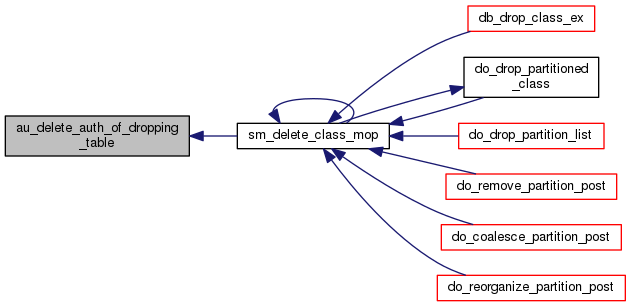 db_drop_class_ex
do_drop_partitioned
_class
au_delete_auth_of_dropping
_table
sm_delete_class_mop
do_drop_partition_list
do_remove_partition_post
do_coalesce_partition_post
do_reorganize_partition_post